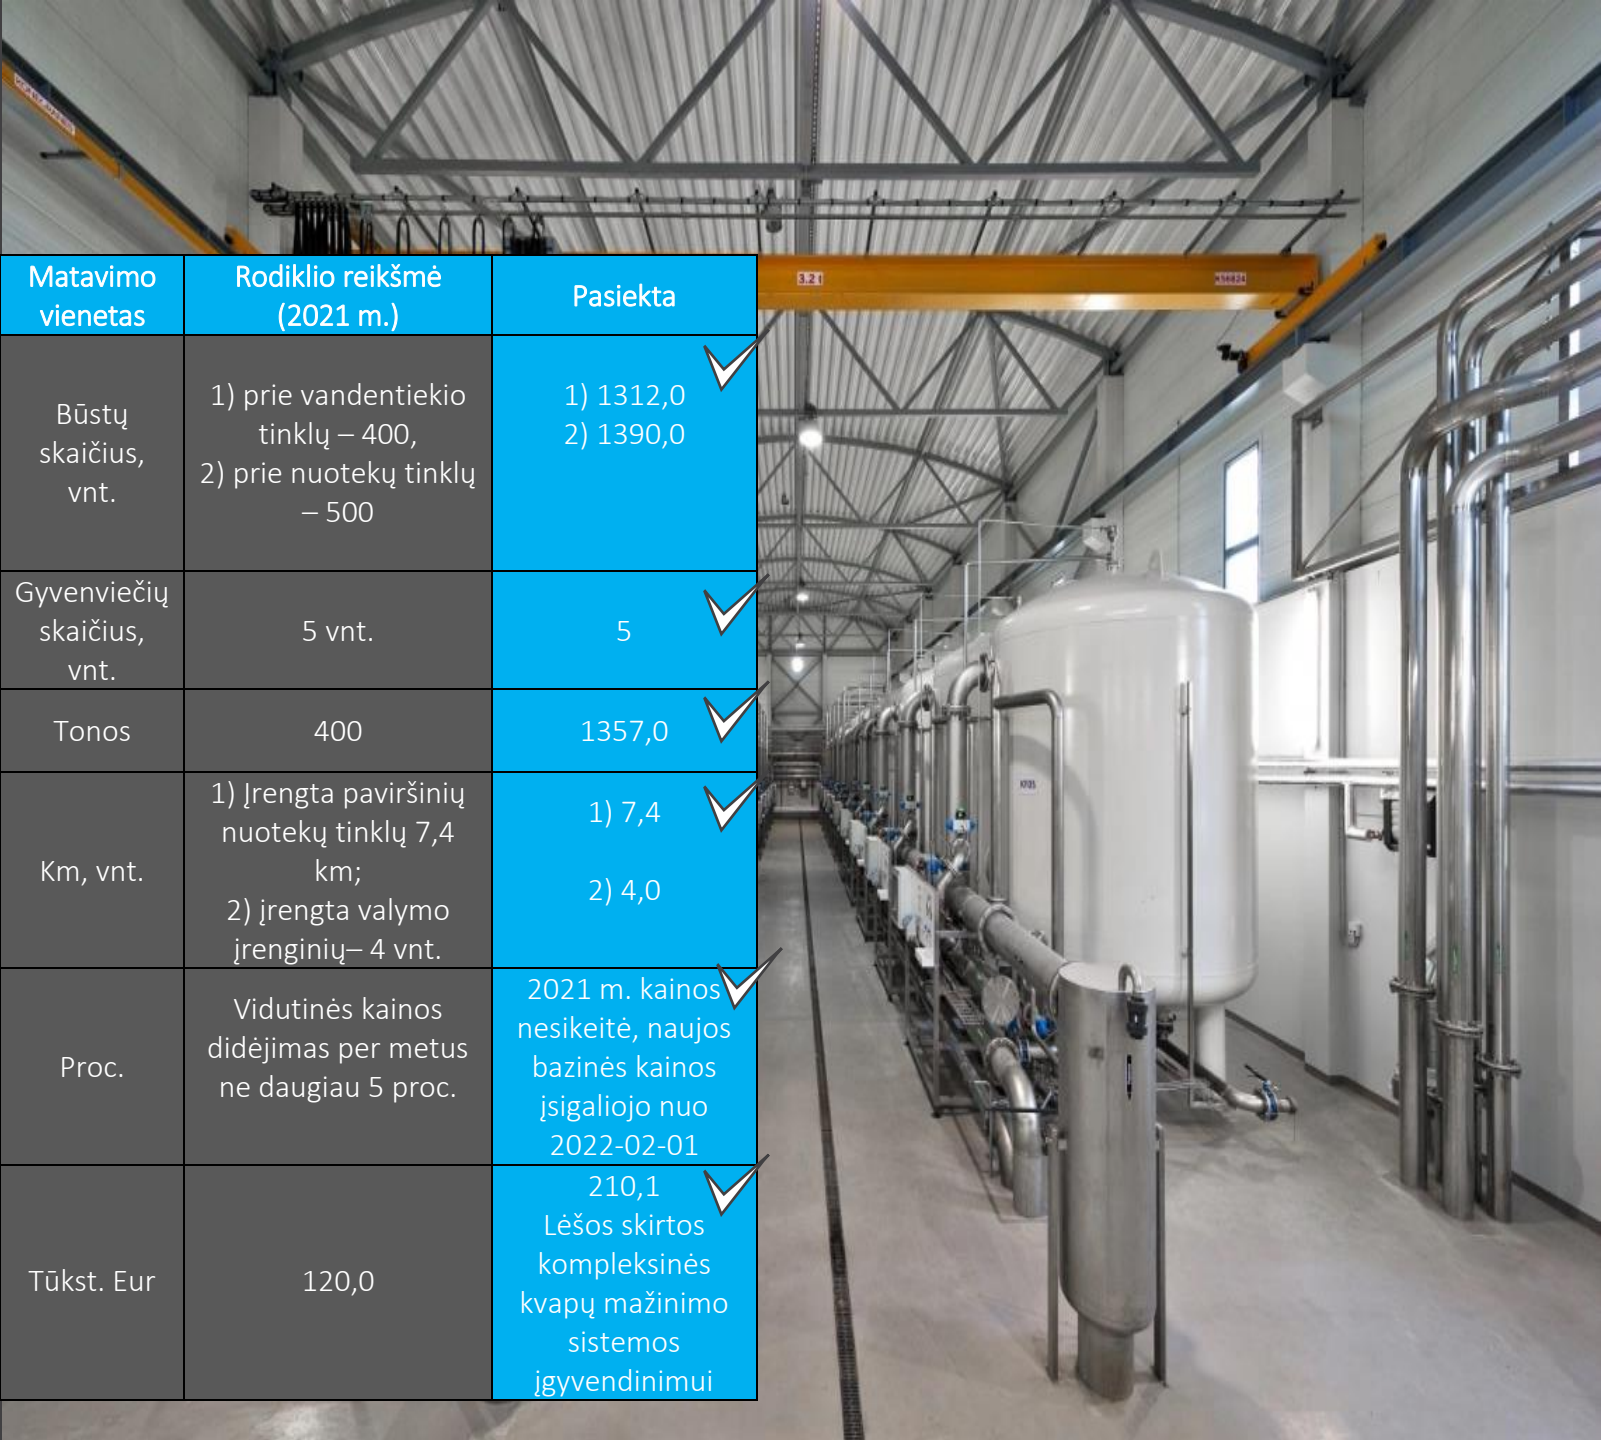 3.2 t
KF05
Matavimo
vienetas
Rodiklio reikšmė
(2021 m.)
Pasiekta
Būstų
skaičius,
vnt.
1) prie vandentiekio
tinklų – 400,
2) prie nuotekų tinklų
– 500
1) 1312,0
2) 1390,0
Gyvenviečių
skaičius,
vnt.
5 vnt.
5
Tonos
400
1357,0
Km, vnt.
1) Įrengta paviršinių
nuotekų tinklų 7,4
km;
2) įrengta valymo
įrenginių– 4 vnt.
1) 7,4
2) 4,0
Proc.
Vidutinės kainos
didėjimas per metus
ne daugiau 5 proc.
2021 m. kainos
nesikeitė, naujos
bazinės kainos
įsigaliojo nuo
2022-02-01
Tūkst. Eur
120,0
210,1
Lėšos skirtos
kompleksinės
kvapų mažinimo
sistemos
įgyvendinimui